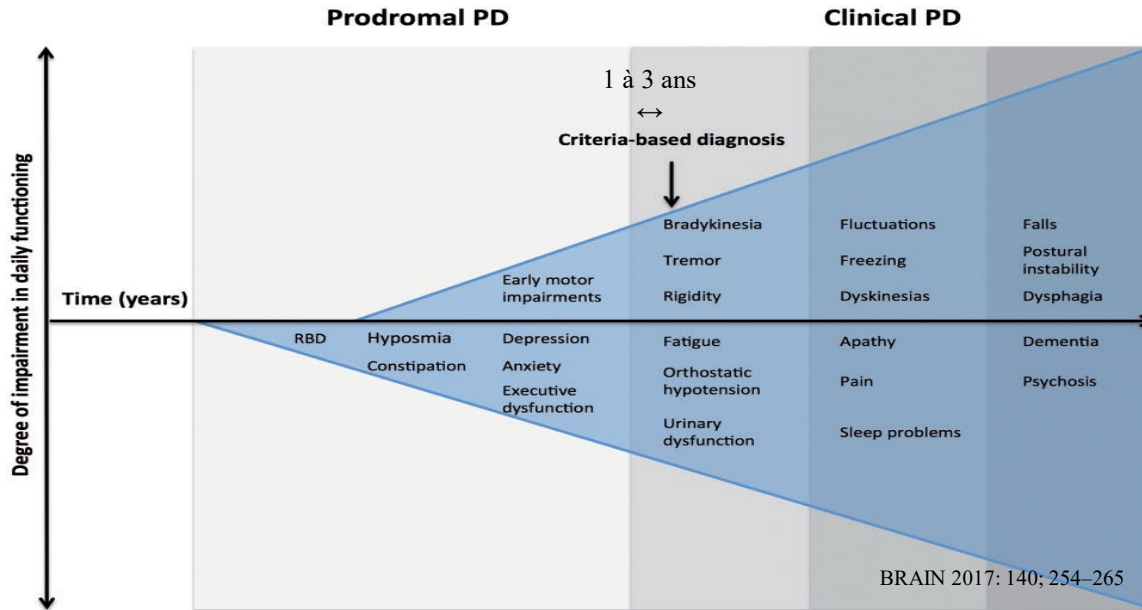 Prodromal PD
Clinical PD
1 à 3 ans
↔
Criteria-based diagnosis
Degree of impairment in daily functioning
Time (years)
Early motor
impairments
Bradykinesia
Tremor
Rigidity
Fluctuations
Freezing
Dyskinesias
Falls
Postural
instability
Dysphagia
RBD
Hyposmia
Constipation
Depression
Anxiety
Executive
dysfunction
Fatigue
Orthostatic
hypotension
Urinary
dysfunction
Apathy
Pain
Sleep problems
Dementia
Psychosis
BRAIN 2017: 140; 254–265